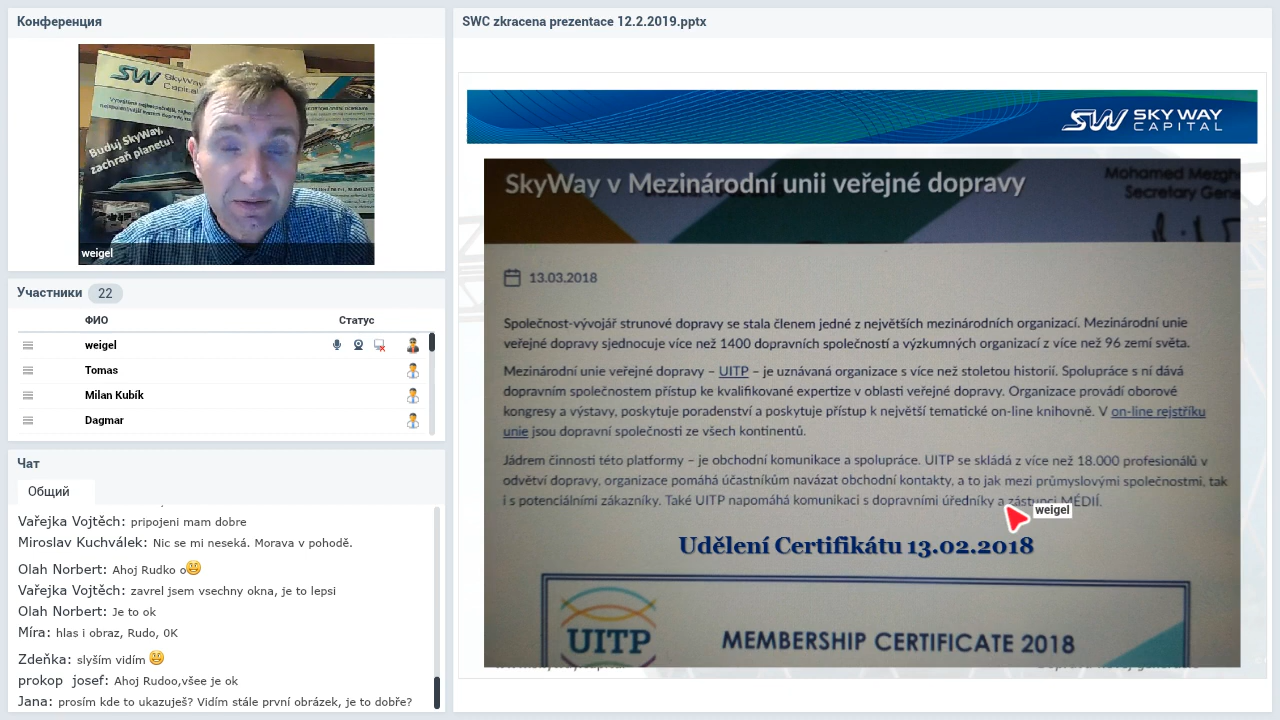 Конференция
SW SkyWay Capital
Buduj SkyWay,
zachraň planetu!
weigel
Участники 22
ФИО Статус
weigel
Tomas
Milan Kubík
Dagmar
Чат
Общий
Vařejka Vojtěch: pripojeni mam dobre
Miroslav Kuchválek: Nic se mi neseká. Morava v pohodě.
Olah Norbert: Ahoj Rudko o
Vařejka Vojtěch: zavrel jsem vsechny okna, je to lepsi
Olah Norbert: Je to ok
Míra: hlas i obraz, Rudo, 0K
Zdeňka: slyším vidím
prokop josef: Ahoj Rudoo,všee je ok
Jana: prosím kde to ukazuješ? Vidím stále první obrázek, je to dobře?
SWC zkracena prezentace 12.2.2019.pptx
SW SKY WAY
CAPITAL
SkyWay v Mezinárodní unii veřejné dopravy
Mohamed Mezgh
Secretary Gene
13.03.2018
Společnost-vývojář strunové dopravy se stala členem jedné z největších mezinárodních organizací. Mezinárodní unie
veřejné dopravy sjednocuje více než 1400 dopravních společností a výzkumných organizací z více než 96 zemí světa.
Mezinárodní unie veřejné dopravy – UITP – je uznávaná organizace s více než stoletou historií. Spolupráce s ní dává
dopravním společnostem přístup ke kvalifikované expertize v oblasti veřejné dopravy. Organizace provádí oborové
kongresy a výstavy, poskytuje poradenství a poskytuje přístup k největší tematické on-line knihovně. V on-line rejstříku
unie jsou dopravní společnosti ze všech kontinentů.
Jádrem činnosti této platformy – je obchodní komunikace a spolupráce. UITP se skládá z více než 18.000 profesionálů v
odvětví dopravy, organizace pomáhá účastníkům navázat obchodní kontakty, a to jak mezi průmyslovými společnostmi, tak
i s potenciálními zákazníky. Také UITP napomáhá komunikaci s dopravními úředníky a zástupci MÉDIÍ.
weigel
Udělení Certifikátu 13.02.2018
UITP
MEMBERSHIP CERTIFICATE 2018